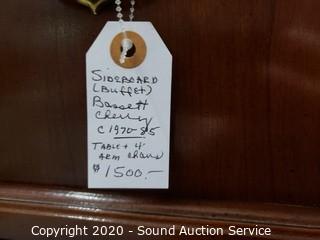 SIDEBOARD
(BUFFET)
Bassett
Cherry
C 1970-85
TABLE + 4
ARM chairs
$1500.-
Copyright 2020 - Sound Auction Service